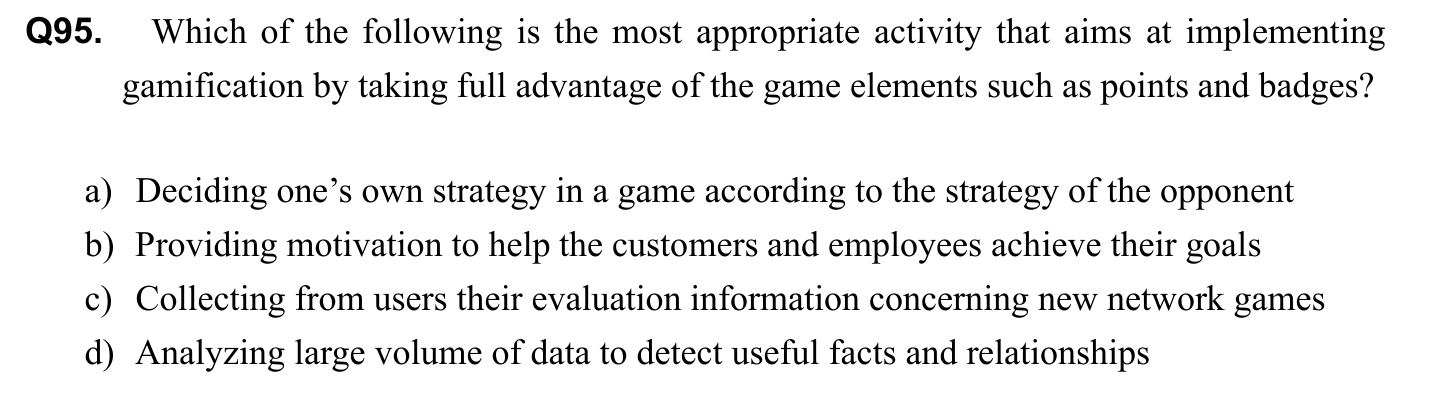 Q95. Which of the following is the most appropriate activity that aims at implementing
gamification by taking full advantage of the game elements such as points and badges?
a) Deciding one’s own strategy in a game according to the strategy of the opponent
b) Providing motivation to help the customers and employees achieve their goals
c) Collecting from users their evaluation information concerning new network games
d) Analyzing large volume of data to detect useful facts and relationships